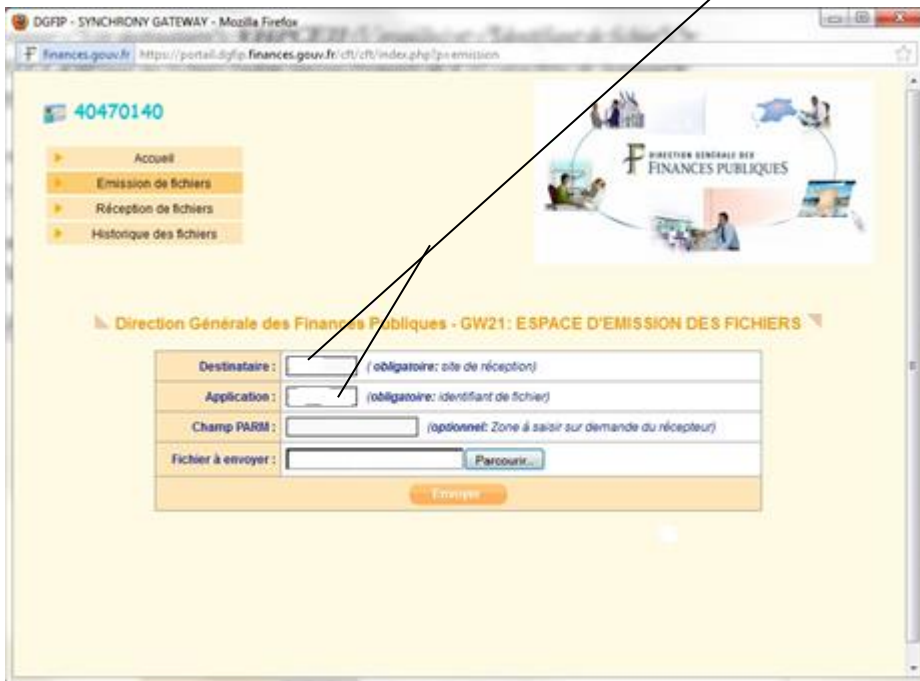 DGFIP - SYNCHRONY GATEWAY - Mozilla Firefox
finances.gouv.fr https://portail.dgfip.finances.gouv.fr/cft/cft/index.php?p=emission
40470140
Accueil
Emission de fichiers
Réception de fichiers
Historique des fichiers
DIRECTION GÉNÉRALE DES
FINANCES PUBLIQUES
Direction Générale des Finances Publiques - GW21: ESPACE D'EMISSION DES FICHIERS
Destinataire : ( obligatoire: site de réception)
Application : (obligatoire: identifiant de fichier)
Champ PARM : (optionnel: Zone à saisir sur demande du récepteur)
Fichier à envoyer : Parcourir...
Envoyer